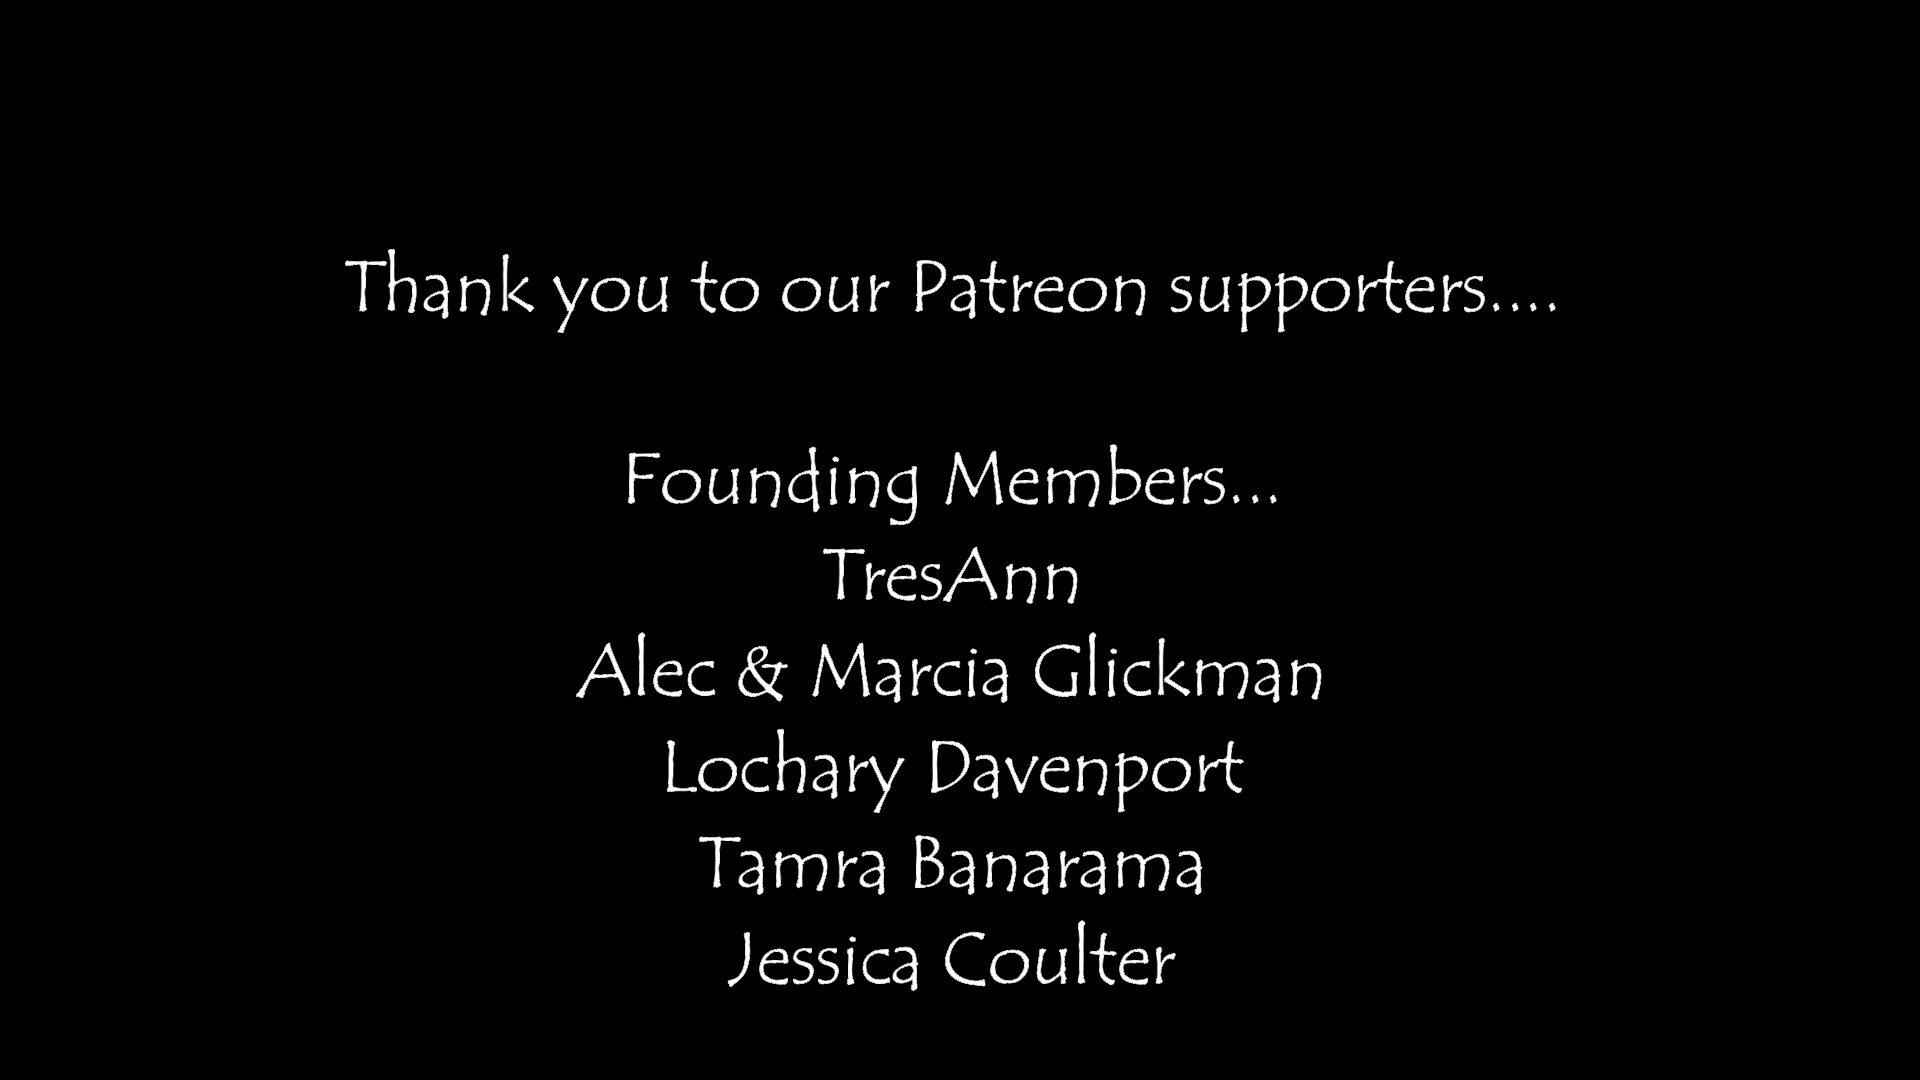 Thank you to our Patreon supporters....
Founding Members...
TresAnn
Alec & Marcia Glickman
Lochary Davenport
Tamra Banarama
Jessica Coulter